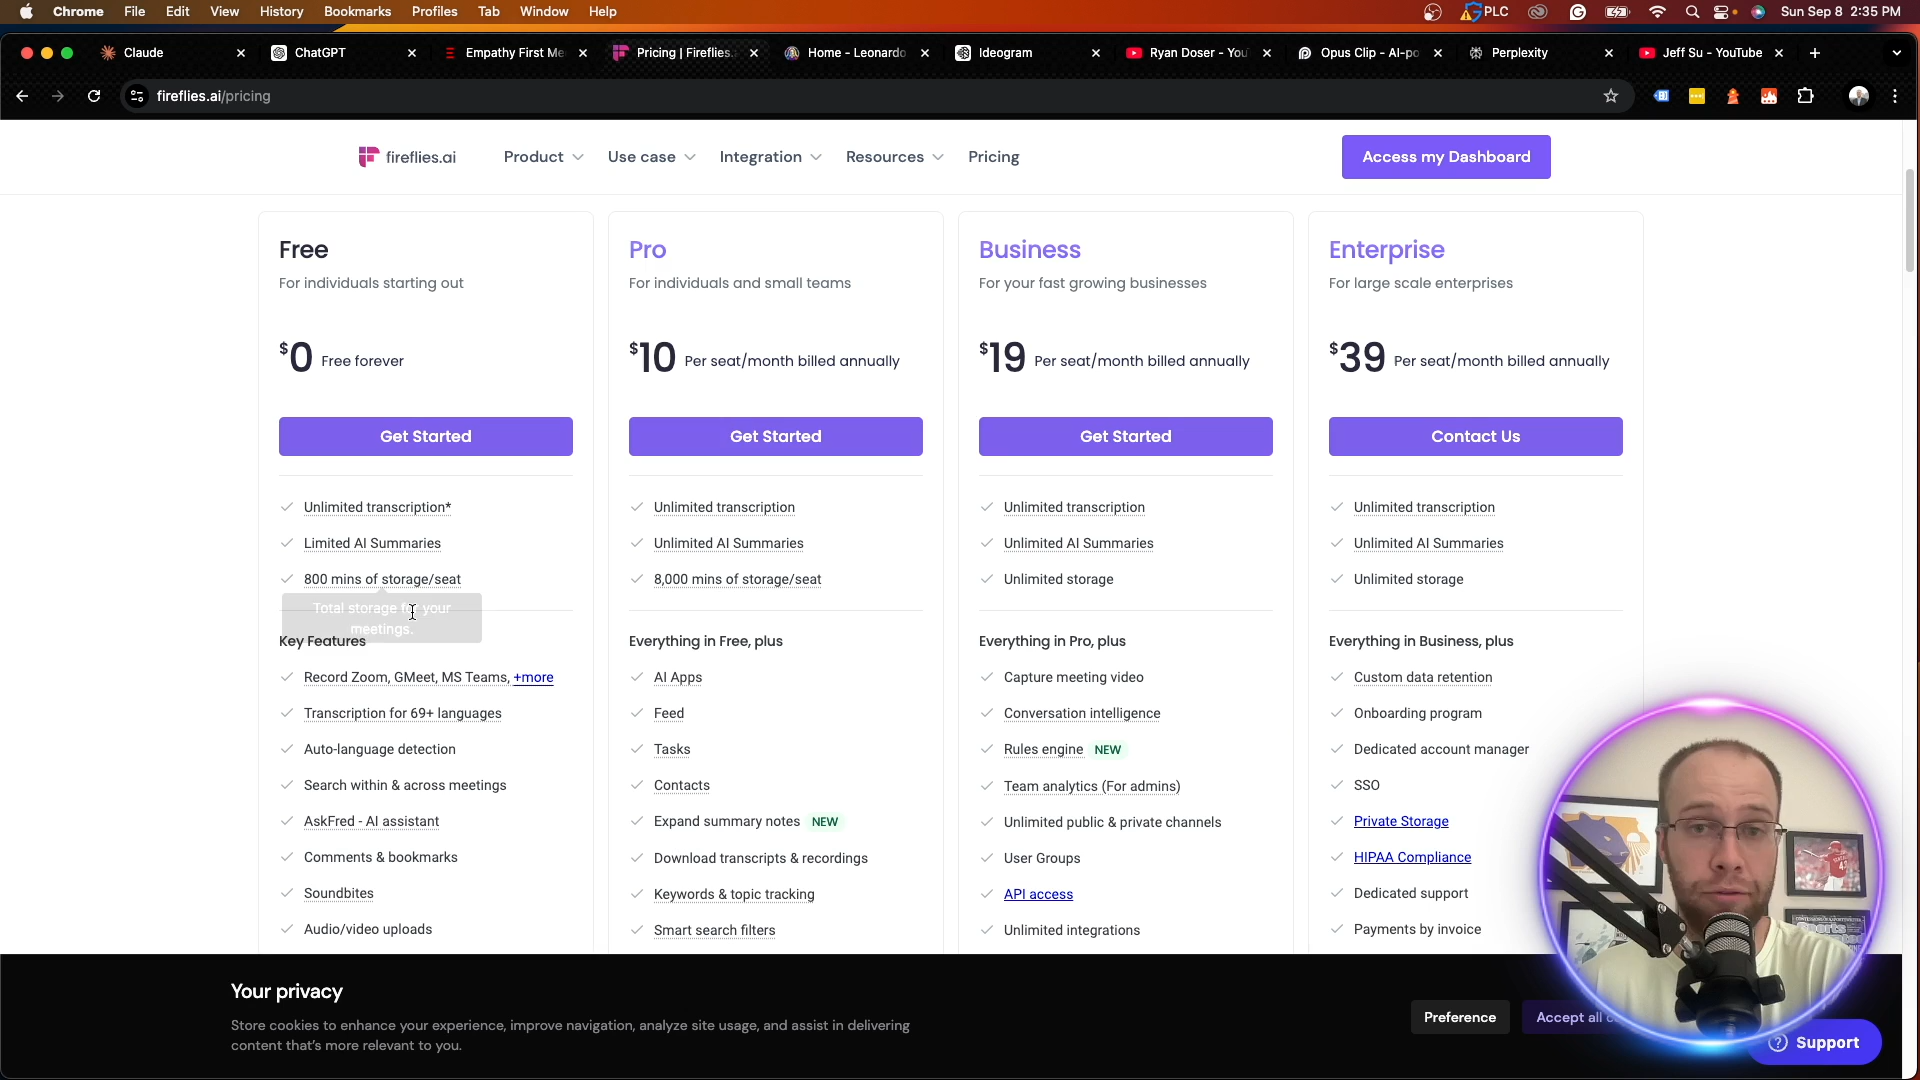 Chrome File Edit View History Bookmarks Profiles Tab Window Help PLC Sun Sep 8 2:35 PM
Claude ChatGPT Empathy First Me Pricing | Fireflies. Home - Leonardo Ideogram Ryan Doser - You Opus Clip - AI-po Perplexity Jeff Su - YouTube
fireflies.ai/pricing
fireflies.ai Product Use case Integration Resources Pricing Access my Dashboard
Free
For individuals starting out
$0 Free forever
Get Started
Unlimited transcription*
Limited AI Summaries
800 mins of storage/seat
Total storage for your
meetings.
Key Features
Record Zoom, GMeet, MS Teams, +more
Transcription for 69+ languages
Auto-language detection
Search within & across meetings
AskFred - AI assistant
Comments & bookmarks
Soundbites
Audio/video uploads
Pro
For individuals and small teams
$10 Per seat/month billed annually
Get Started
Unlimited transcription
Unlimited AI Summaries
8,000 mins of storage/seat
Everything in Free, plus
AI Apps
Feed
Tasks
Contacts
Expand summary notes NEW
Download transcripts & recordings
Keywords & topic tracking
Smart search filters
Business
For your fast growing businesses
$19 Per seat/month billed annually
Get Started
Unlimited transcription
Unlimited AI Summaries
Unlimited storage
Everything in Pro, plus
Capture meeting video
Conversation intelligence
Rules engine NEW
Team analytics (For admins)
Unlimited public & private channels
User Groups
API access
Unlimited integrations
Enterprise
For large scale enterprises
$39 Per seat/month billed annually
Contact Us
Unlimited transcription
Unlimited AI Summaries
Unlimited storage
Everything in Business, plus
Custom data retention
Onboarding program
Dedicated account manager
SSO
Private Storage
HIPAA Compliance
Dedicated support
Payments by invoice
Your privacy
Store cookies to enhance your experience, improve navigation, analyze site usage, and assist in delivering
content that's more relevant to you.
Preference
Accept all
Support